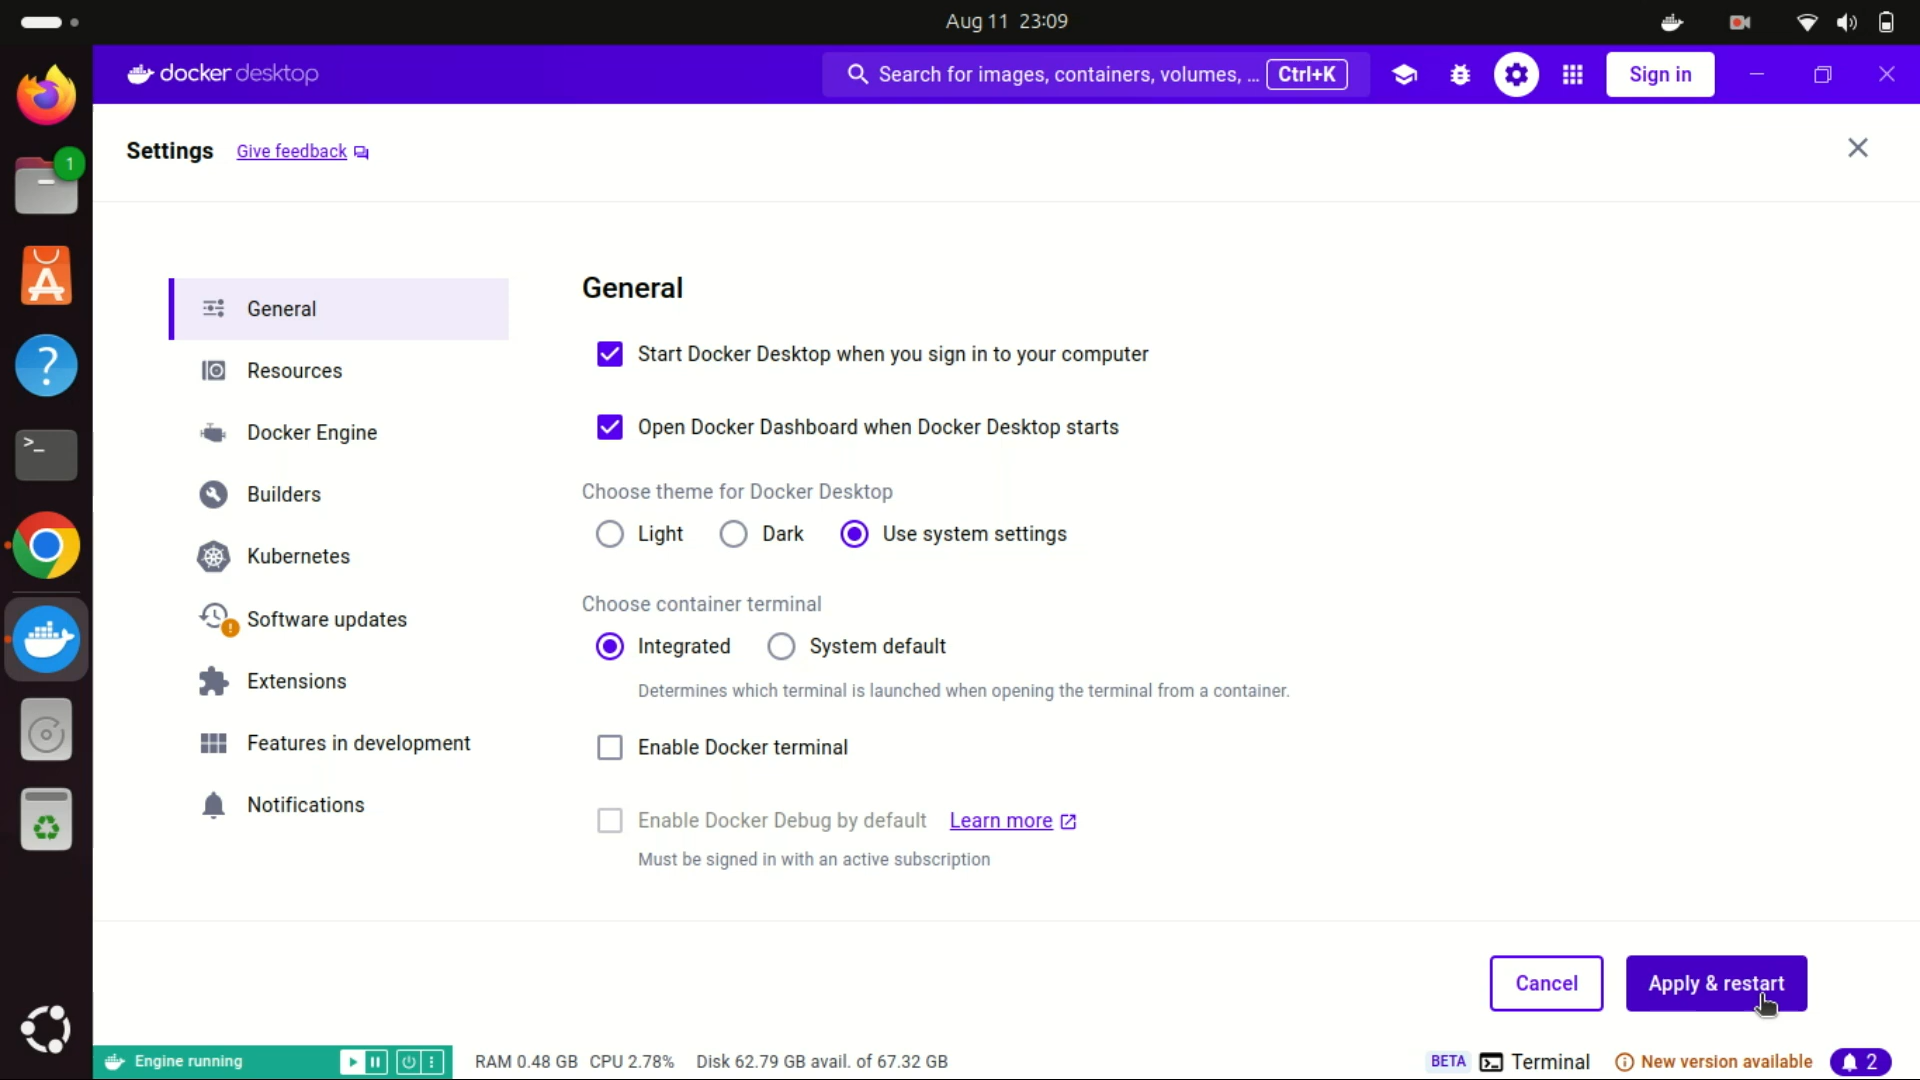 Aug 11 23:09
docker desktop
Search for images, containers, volumes, ... Ctrl+K
Sign in
Settings Give feedback
1
General
Resources
Docker Engine
Builders
Kubernetes
Software updates
Extensions
Features in development
Notifications
General
Start Docker Desktop when you sign in to your computer
Open Docker Dashboard when Docker Desktop starts
Choose theme for Docker Desktop
Light Dark Use system settings
Choose container terminal
Integrated System default
Determines which terminal is launched when opening the terminal from a container.
Enable Docker terminal
Enable Docker Debug by default Learn more
Must be signed in with an active subscription
Cancel Apply & restart
Engine running RAM 0.48 GB CPU 2.78% Disk 62.79 GB avail. of 67.32 GB BETA Terminal New version available 2